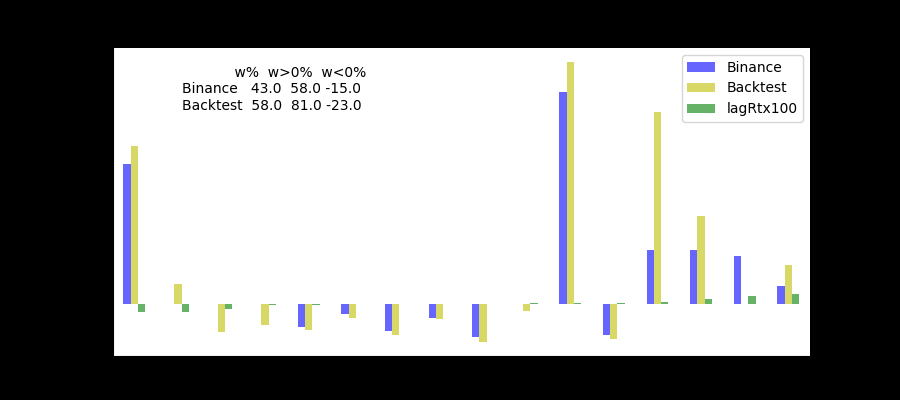 w%  w>0%  w<0%
Binance   43.0  58.0 -15.0
Backtest  58.0  81.0 -23.0
Binance
Backtest
lagRtx100